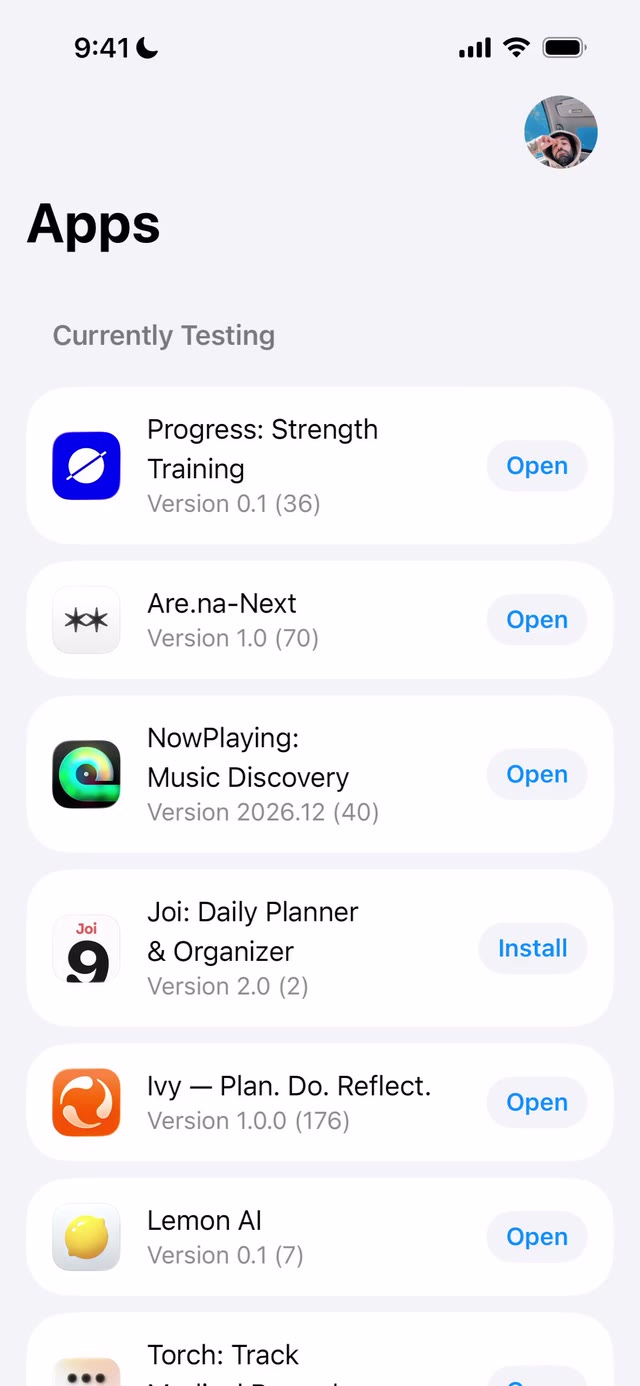 9:41
Apps
Currently Testing
Progress: Strength
Training
Version 0.1 (36)
Open
Are.na-Next
Version 1.0 (70)
Open
NowPlaying:
Music Discovery
Version 2026.12 (40)
Open
Joi
9
Joi: Daily Planner
& Organizer
Version 2.0 (2)
Install
Ivy — Plan. Do. Reflect.
Version 1.0.0 (176)
Open
Lemon AI
Version 0.1 (7)
Open
Torch: Track